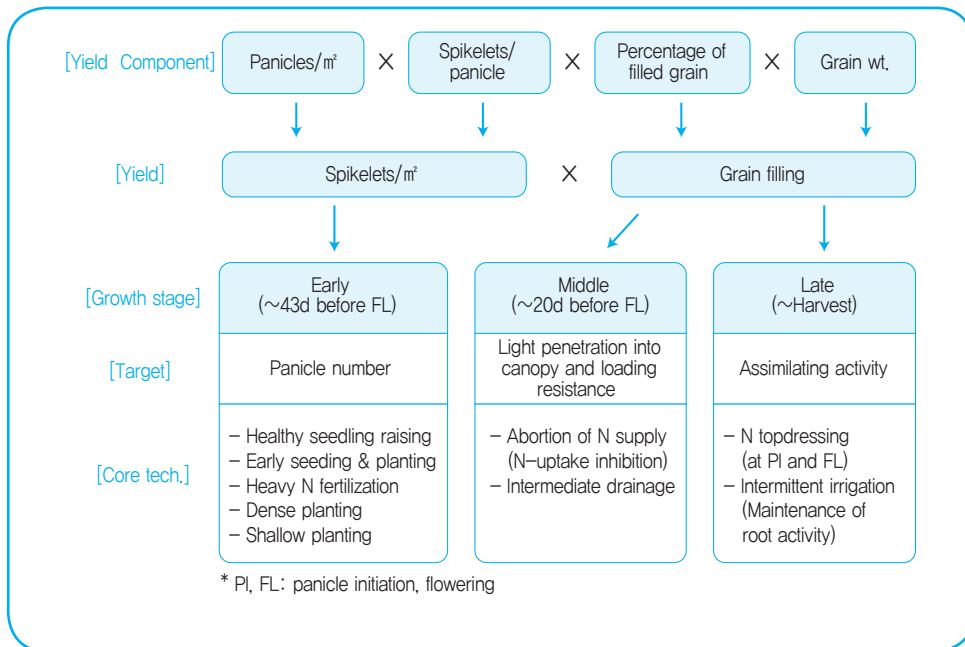 [Yield Component]
Panicles/㎡
×
Spikelets/
panicle
×
Percentage of
filled grain
×
Grain wt.
[Yield]
Spikelets/㎡
×
Grain filling
[Growth stage]
Early
(~43d before FL)
Middle
(~20d before FL)
Late
(~Harvest)
[Target]
Panicle number
Light penetration into
canopy and loading
resistance
Assimilating activity
[Core tech.]
- Healthy seedling raising
- Early seeding & planting
- Heavy N fertilization
- Dense planting
- Shallow planting
- Abortion of N supply
(N-uptake inhibition)
- Intermediate drainage
- N topdressing
(at PI and FL)
- Intermittent irrigation
(Maintenance of
root activity)
* PI, FL: panicle initiation, flowering